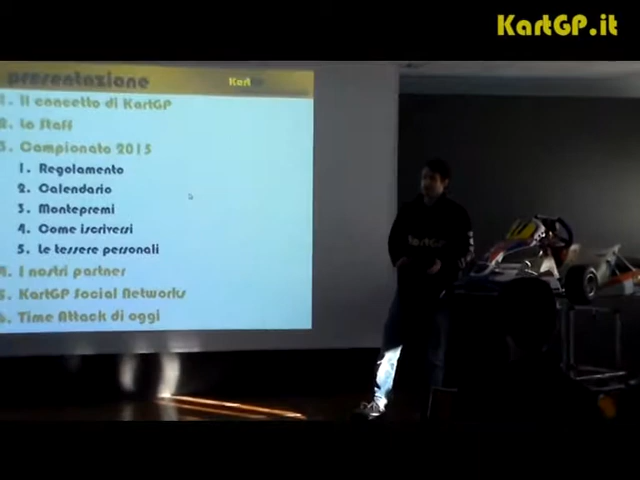 KartGP.it
presentazione
KartGP
1. Il concetto di KartGP
2. Lo Staff
3. Campionato 2015
1. Regolamento
2. Calendario
3. Montepremi
4. Come iscriversi
5. Le tessere personali
4. I nostri partner
5. KartGP Social Networks
6. Time Attack di oggi